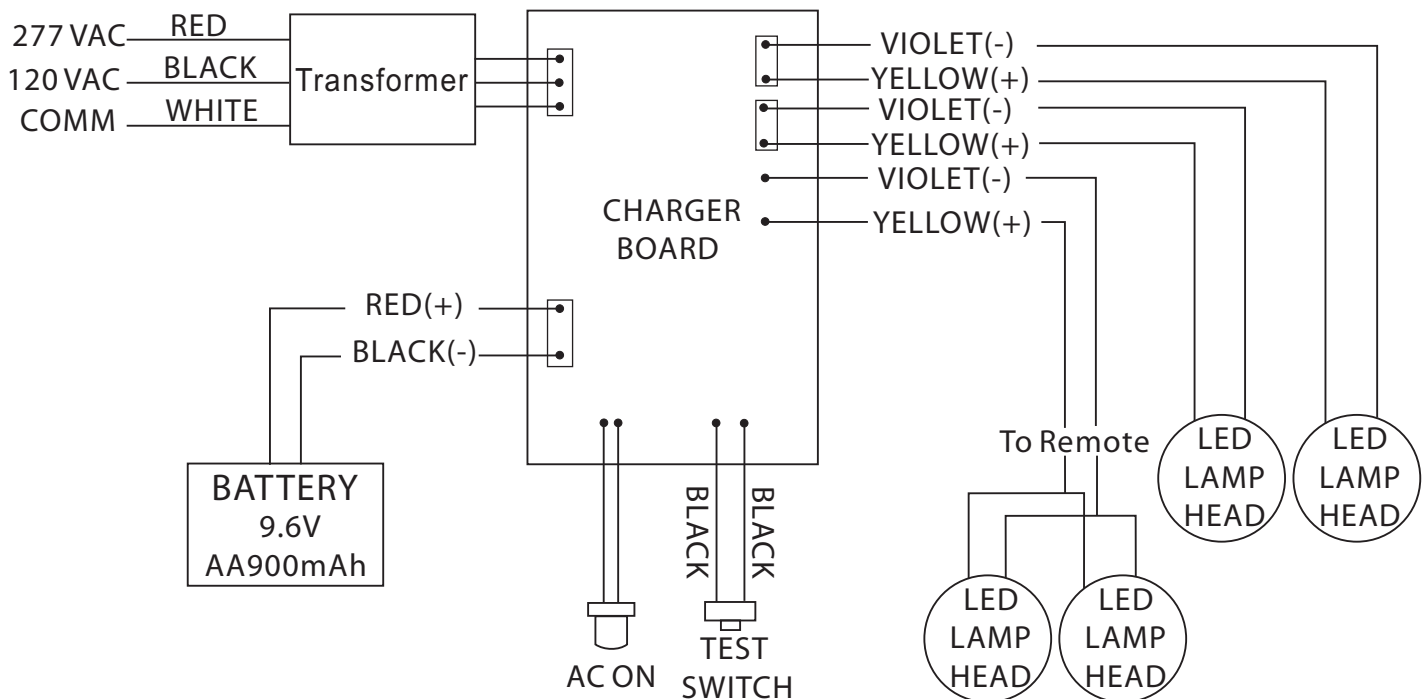 277 VAC
RED
120 VAC
BLACK
COMM
WHITE
Transformer
CHARGER
BOARD
VIOLET(-)
YELLOW(+)
VIOLET(-)
YELLOW(+)
VIOLET(-)
YELLOW(+)
RED(+)
BLACK(-)
BATTERY
9.6V
AA900mAh
AC ON
BLACK
BLACK
TEST
SWITCH
To Remote
LED
LAMP
HEAD
LED
LAMP
HEAD
LED
LAMP
HEAD
LED
LAMP
HEAD